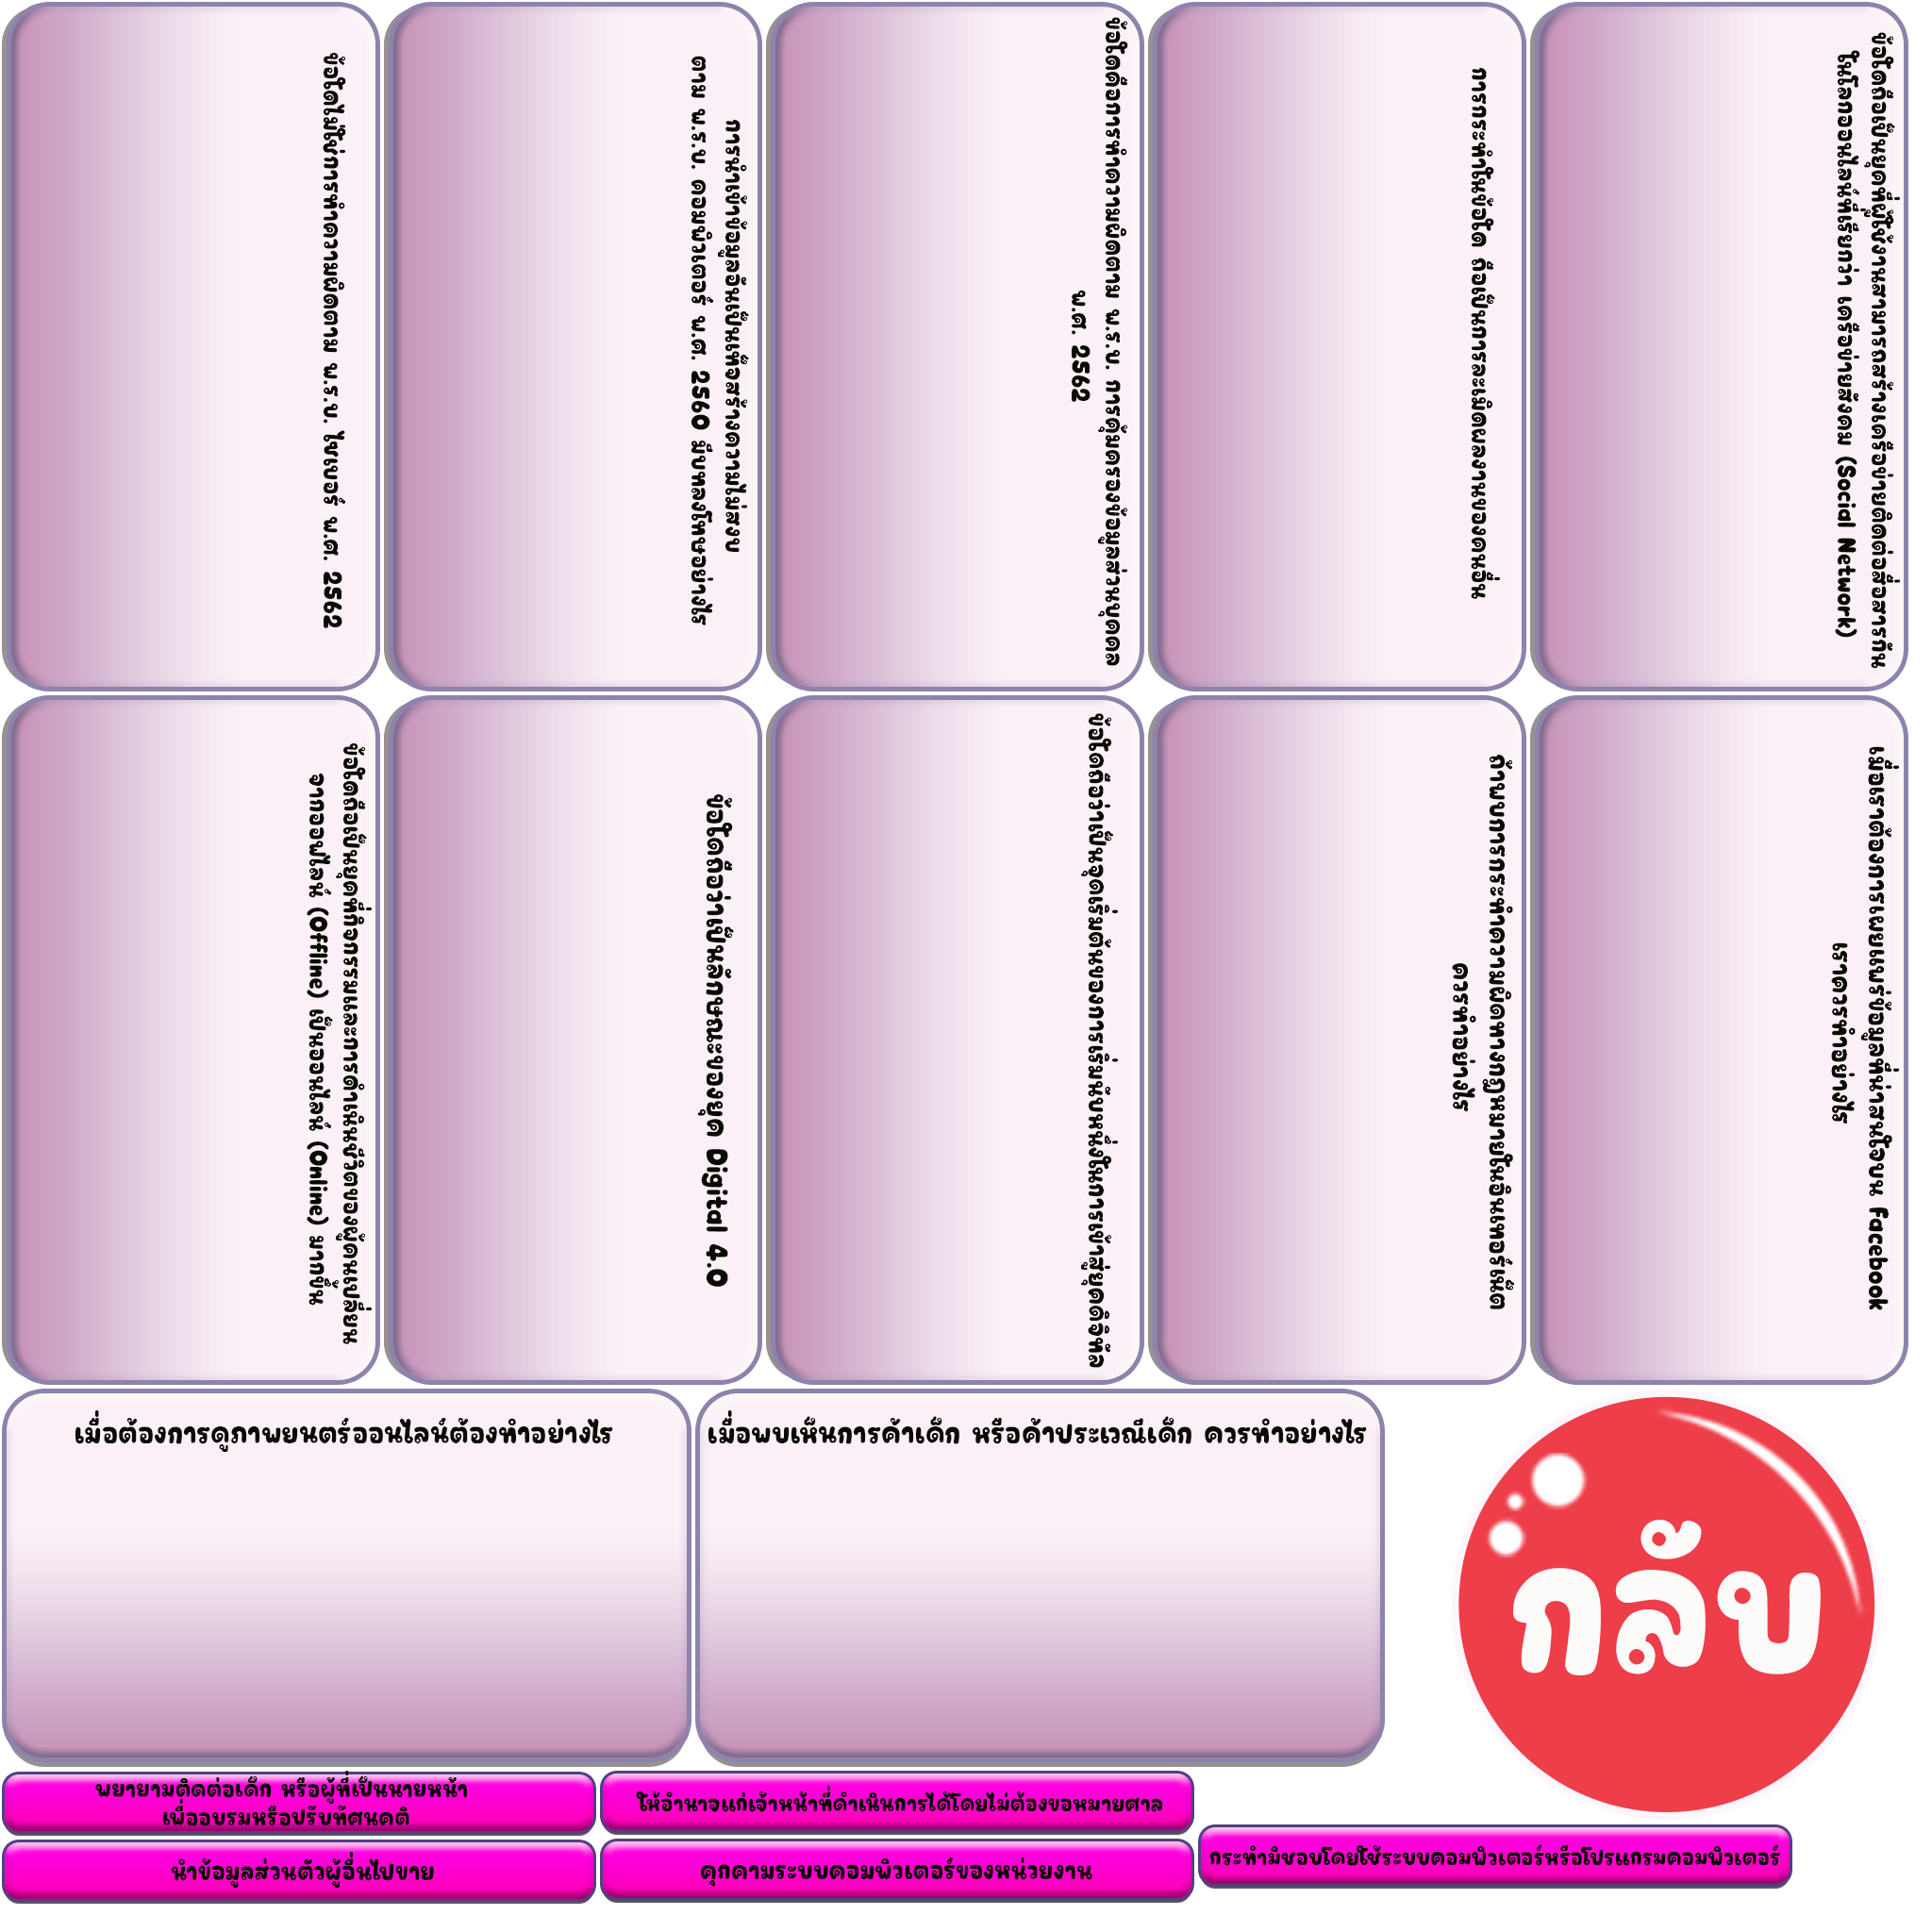 ข้อใดไม่ใช่การทำความผิดตาม พ.ร.บ. ไซเบอร์ พ.ศ. 2562
การนำเข้าข้อมูลอันเป็นเท็จสร้างความไม่สงบ
ตาม พ.ร.บ. คอมพิวเตอร์ พ.ศ. 2560 มีบทลงโทษอย่างไร
ข้อใดคือการทำความผิดตาม พ.ร.บ. การคุ้มครองข้อมูลส่วนบุคคล
พ.ศ. 2562
การกระทำในข้อใด ถือเป็นการละเมิดผลงานของคนอื่น
ข้อใดถือเป็นยุคที่ผู้ใช้งานสามารถสร้างเครือข่ายติดต่อสื่อสารกัน
ในโลกออนไลน์ที่เรียกว่า เครือข่ายสังคม (Social Network)
ข้อใดถือเป็นยุคที่กิจกรรมและการดำเนินชีวิตของผู้คนเปลี่ยน
จากออฟไลน์ (Offline) เป็นออนไลน์ (Online) มากขึ้น
ข้อใดถือว่าเป็นลักษณะของยุค Digital 4.0
ข้อใดถือว่าเป็นจุดเริ่มต้นของการเริ่มนับหนึ่งในการเข้าสู่ยุคดิจิทัล
ถ้าพบการกระทำความผิดทางกฎหมายในอินเทอร์เน็ต
ควรทำอย่างไร
เมื่อเราต้องการเผยแพร่ข้อมูลที่น่าสนใจบน Facebook
เราควรทำอย่างไร
เมื่อต้องการดูภาพยนตร์ออนไลน์ต้องทำอย่างไร
เมื่อพบเห็นการค้าเด็ก หรือค้าประเวณีเด็ก ควรทำอย่างไร
กลับ
พยายามติดต่อเด็ก หรือผู้ที่เป็นนายหน้า
เพื่ออบรมหรือปรับทัศนคติ
ให้อำนาจแก่เจ้าหน้าที่ดำเนินการได้โดยไม่ต้องขอหมายศาล
นำข้อมูลส่วนตัวผู้อื่นไปขาย
คุกคามระบบคอมพิวเตอร์ของหน่วยงาน
กระทำมิชอบโดยใช้ระบบคอมพิวเตอร์หรือโปรแกรมคอมพิวเตอร์